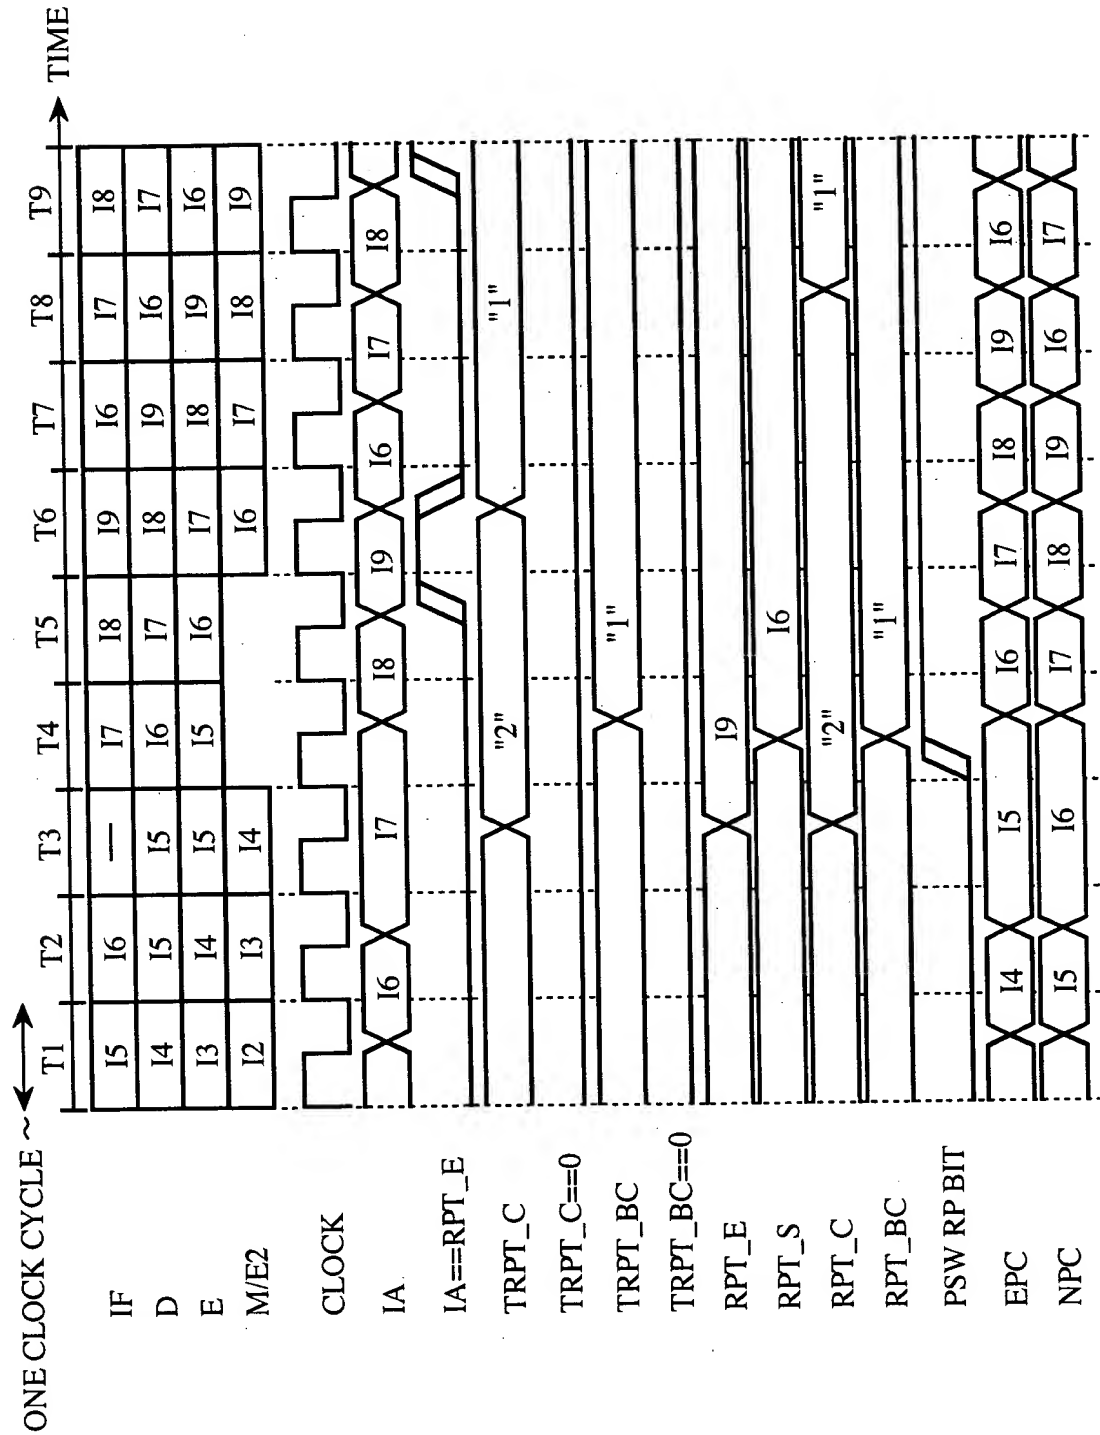 ONE CLOCK CYCLE ~
TIME
T1 T2 T3 T4 T5 T6 T7 T8 T9
IF I5 I6 — I7 I8 I9 I6 I7 I8
D I4 I5 I5 I6 I7 I8 I9 I6 I7
E I3 I4 I5 I5 I6 I7 I8 I9 I6
M/E2 I2 I3 I4 I6 I7 I8 I9
CLOCK
IA I6 I7 I8 I9 I6 I7 I8
IA==RPT_E
TRPT_C "2" "1"
TRPT_C==0
TRPT_BC "1"
TRPT_BC==0
RPT_E I9
RPT_S I6
RPT_C "2" "1"
RPT_BC "1"
PSW RP BIT
EPC I4 I5 I6 I7 I8 I9 I6
NPC I5 I6 I7 I8 I9 I6 I7